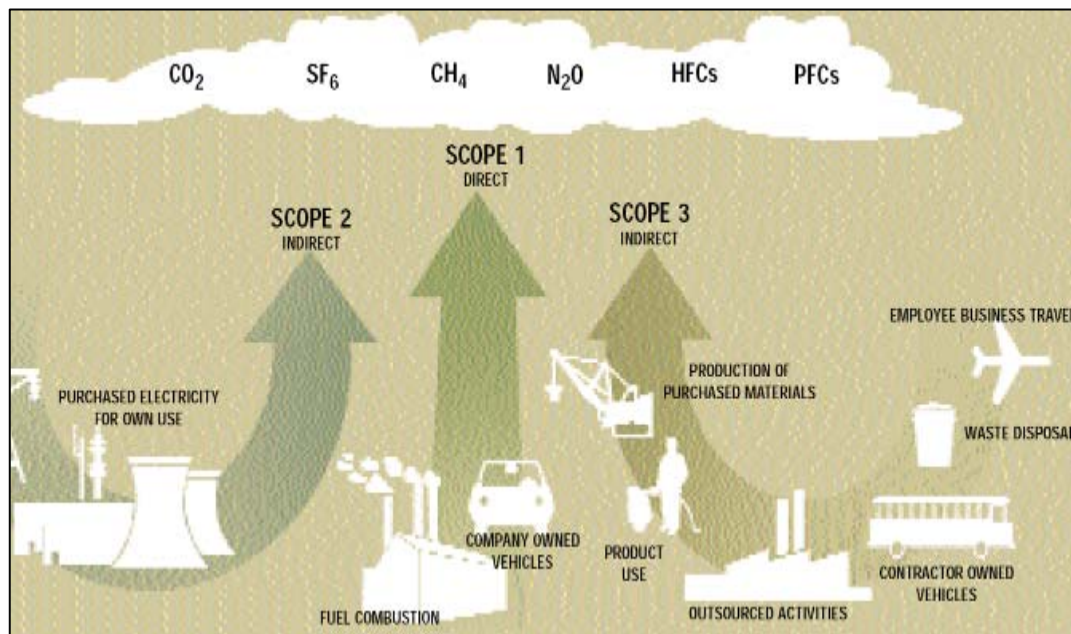 CO₂ SF₆ CH₄ N₂O HFCs PFCs
SCOPE 1
DIRECT
SCOPE 2
INDIRECT
SCOPE 3
INDIRECT
EMPLOYEE BUSINESS TRAVEL
PURCHASED ELECTRICITY
FOR OWN USE
PRODUCTION OF
PURCHASED MATERIALS
WASTE DISPOSAL
COMPANY OWNED
VEHICLES
PRODUCT
USE
CONTRACTOR OWNED
VEHICLES
FUEL COMBUSTION
OUTSOURCED ACTIVITIES